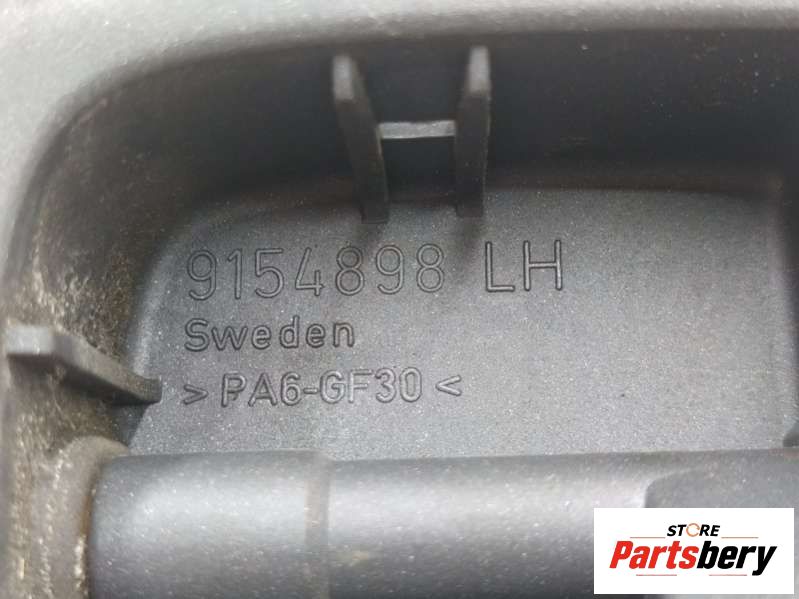 9154898 LH
Sweden
> PA6-GF30 <
STORE
Partsbery